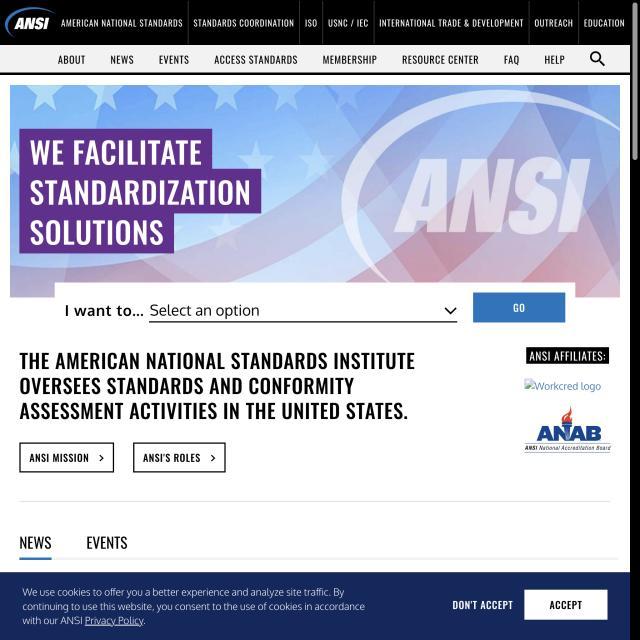 ANSI AMERICAN NATIONAL STANDARDS STANDARDS COORDINATION ISO USNC / IEC INTERNATIONAL TRADE & DEVELOPMENT OUTREACH EDUCATION
ABOUT NEWS EVENTS ACCESS STANDARDS MEMBERSHIP RESOURCE CENTER FAQ HELP
WE FACILITATE
STANDARDIZATION
SOLUTIONS
ANSI
I want to... Select an option GO
THE AMERICAN NATIONAL STANDARDS INSTITUTE
OVERSEES STANDARDS AND CONFORMITY
ASSESSMENT ACTIVITIES IN THE UNITED STATES.
ANSI MISSION ANSI'S ROLES
ANSI AFFILIATES:
Workcred logo
ANAB
ANSI National Accreditation Board
NEWS EVENTS
We use cookies to offer you a better experience and analyze site traffic. By
continuing to use this website, you consent to the use of cookies in accordance
with our ANSI Privacy Policy.
DON'T ACCEPT ACCEPT